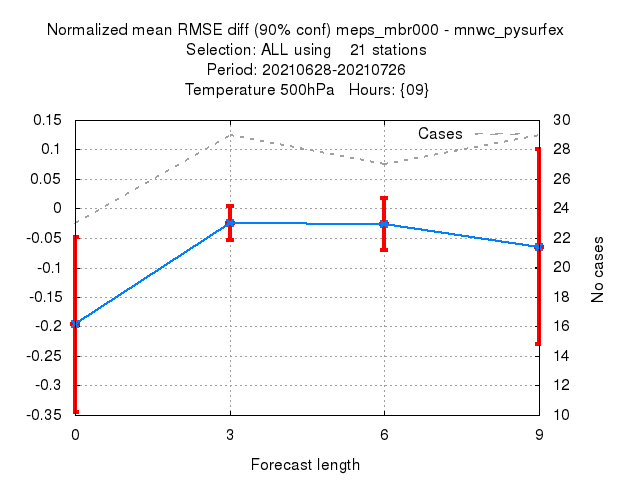 Normalized mean RMSE diff (90% conf) meps_mbr000 - mnwc_pysurfex
Selection: ALL using    21 stations
Period: 20210628-20210726
Temperature 500hPa   Hours: {09}
Cases
0.15
0.1
0.05
0
-0.05
-0.1
-0.15
-0.2
-0.25
-0.3
-0.35
30
28
26
24
22
20
18
16
14
12
10
No cases
0 3 6 9
Forecast length